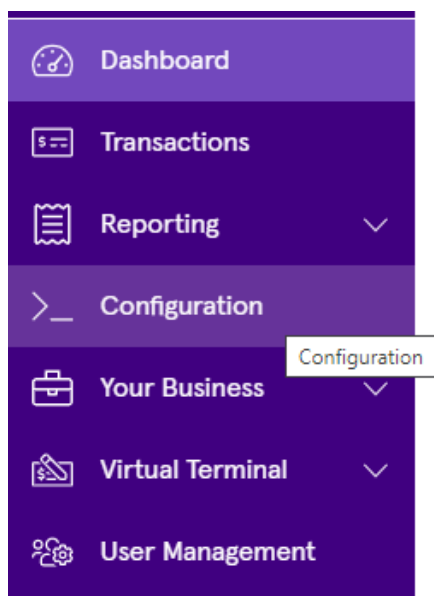 Dashboard
Transactions
Reporting
Configuration
Configuration
Your Business
Virtual Terminal
User Management